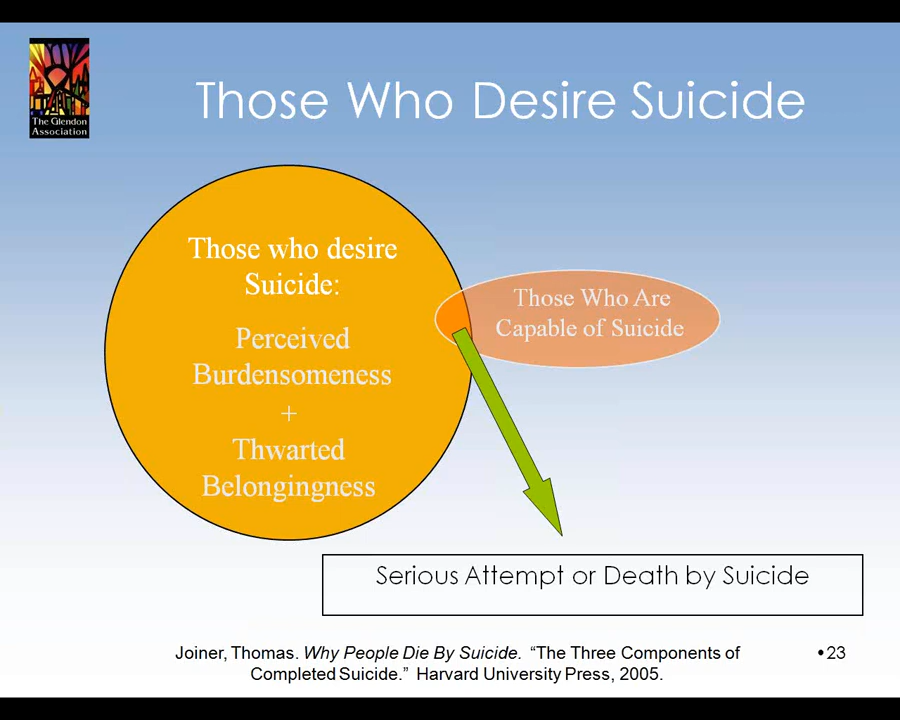 The Glendon
Association
Those Who Desire Suicide
Those who desire
Suicide:
Perceived
Burdensomeness
+
Thwarted
Belongingness
Those Who Are
Capable of Suicide
Serious Attempt or Death by Suicide
Joiner, Thomas. Why People Die By Suicide. “The Three Components of
Completed Suicide.” Harvard University Press, 2005.
•23